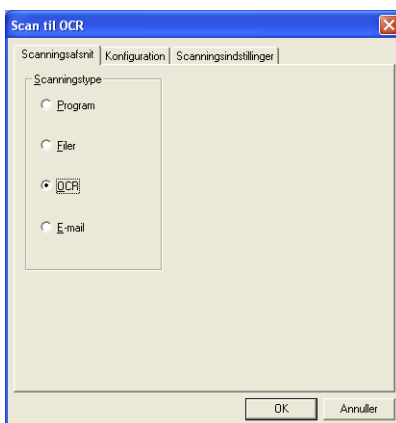 Scan til OCR
Scanningsafsnit Konfiguration Scanningsindstillinger
Scanningstype
Program
Filer
OCR
E-mail
OK Annuller